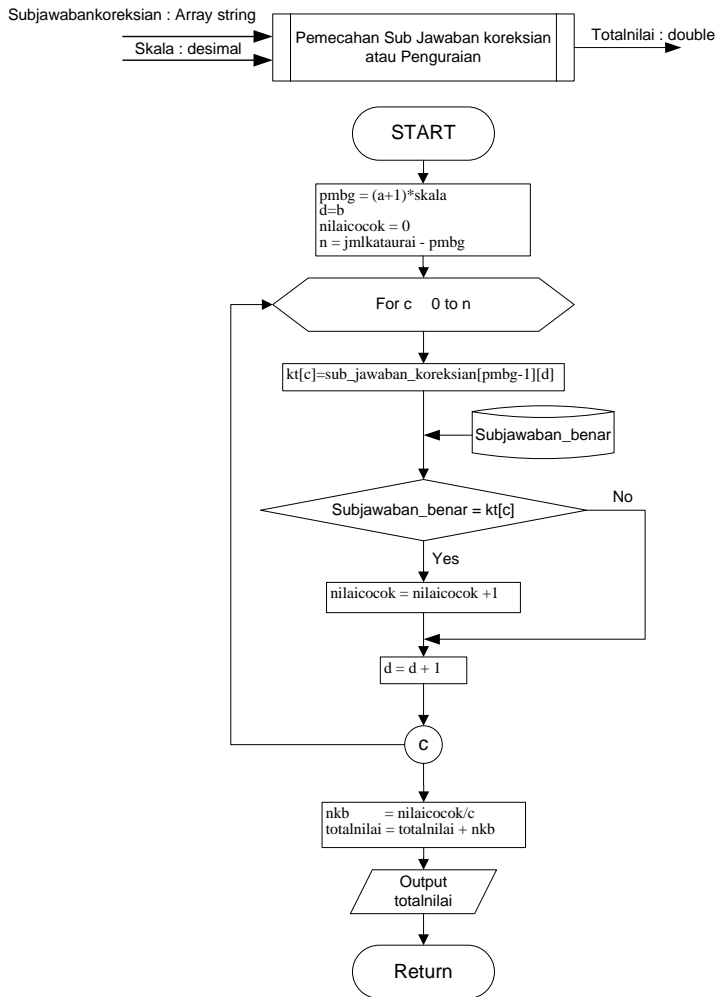 Subjawabankoreksian : Array string
Skala : desimal
Pemecahan Sub Jawaban koreksian
atau Penguraian
Totalnilai : double
START
pmbg = (a+1)*skala
d=b
nilaicocok = 0
n = jmlkataurai - pmbg
For c 0 to n
kt[c]=sub_jawaban_koreksian[pmbg-1][d]
Subjawaban_benar
Subjawaban_benar = kt[c]
No
Yes
nilaicocok = nilaicocok +1
d = d + 1
c
nkb = nilaicocok/c
totalnilai = totalnilai + nkb
Output
totalnilai
Return